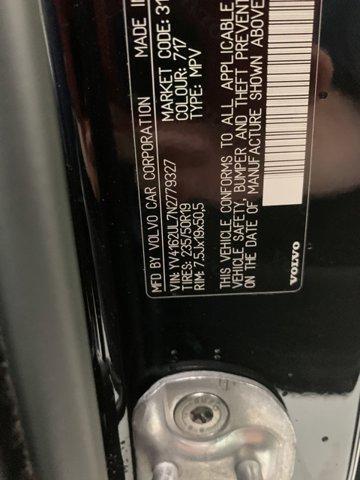 MFD BY VOLVO CAR CORPORATION MADE IN
YV4162UL7N2779327 MARKET CODE: 31
TIRES: 235/50R19 COLOUR: 717
RIM: 7.5Jx19x50.5 TYPE: MPV
THIS VEHICLE CONFORMS TO ALL APPLICABLE
VEHICLE SAFETY, BUMPER AND THEFT PREVENT
ON THE DATE OF MANUFACTURE SHOWN ABOVE
VOLVO